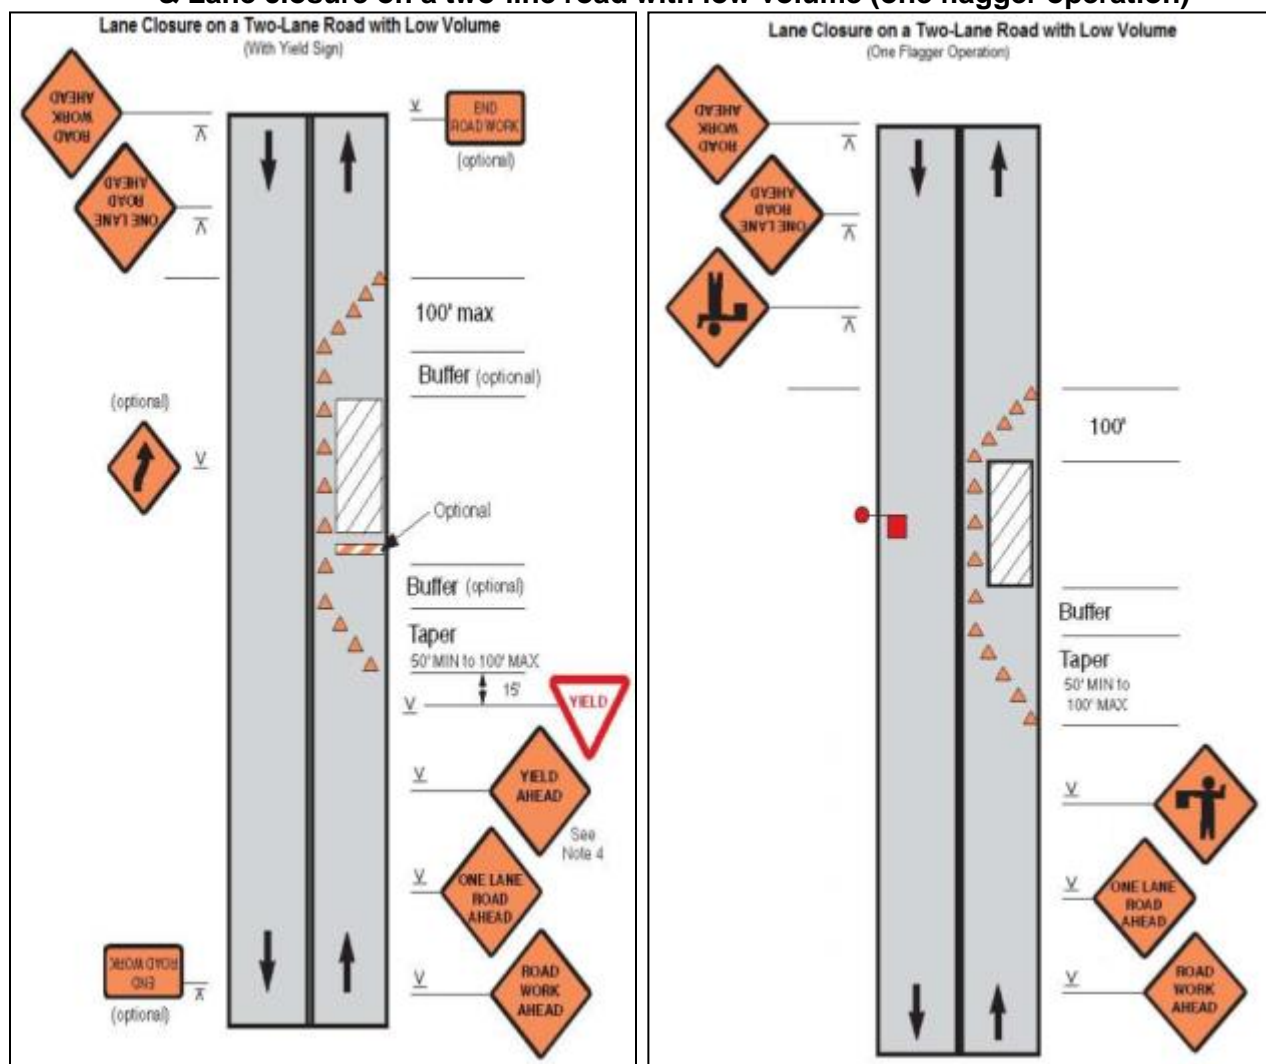 & Lane closure on a two-line road with low volume (one flagger operation)
Lane Closure on a Two-Lane Road with Low Volume
(With Yield Sign)
ROAD
WORK
AHEAD
ONE LANE
ROAD
AHEAD
END
ROAD WORK
(optional)
100' max
Buffer (optional)
(optional)
Optional
Buffer (optional)
Taper
50' MIN to 100' MAX
15'
YIELD
YIELD
AHEAD
See
Note 4
ONE LANE
ROAD
AHEAD
ROAD
WORK
AHEAD
END
ROAD WORK
(optional)
Lane Closure on a Two-Lane Road with Low Volume
(One Flagger Operation)
ROAD
WORK
AHEAD
ONE LANE
ROAD
AHEAD
100'
Buffer
Taper
50' MIN to
100' MAX
ONE LANE
ROAD
AHEAD
ROAD
WORK
AHEAD